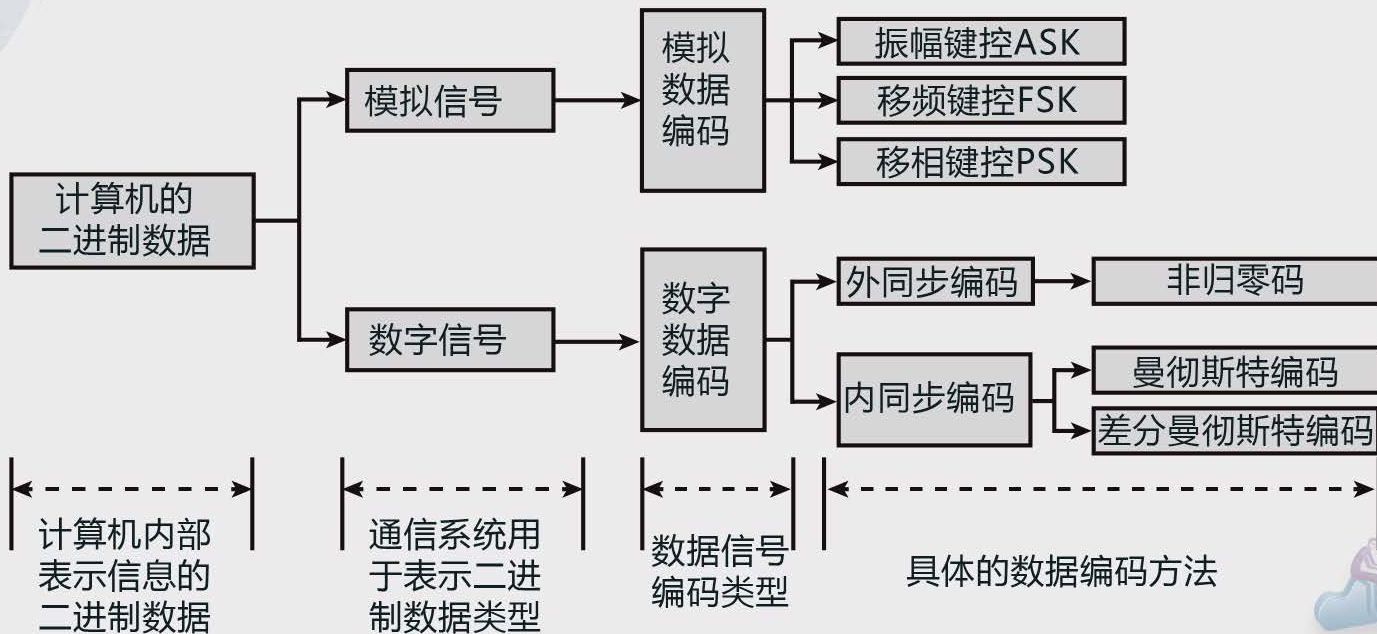 计算机的
二进制数据
模拟信号
数字信号
模拟
数据
编码
数字
数据
编码
振幅键控ASK
移频键控FSK
移相键控PSK
外同步编码
非归零码
内同步编码
曼彻斯特编码
差分曼彻斯特编码
计算机内部
表示信息的
二进制数据
通信系统用
于表示二进
制数据类型
数据信号
编码类型
具体的数据编码方法